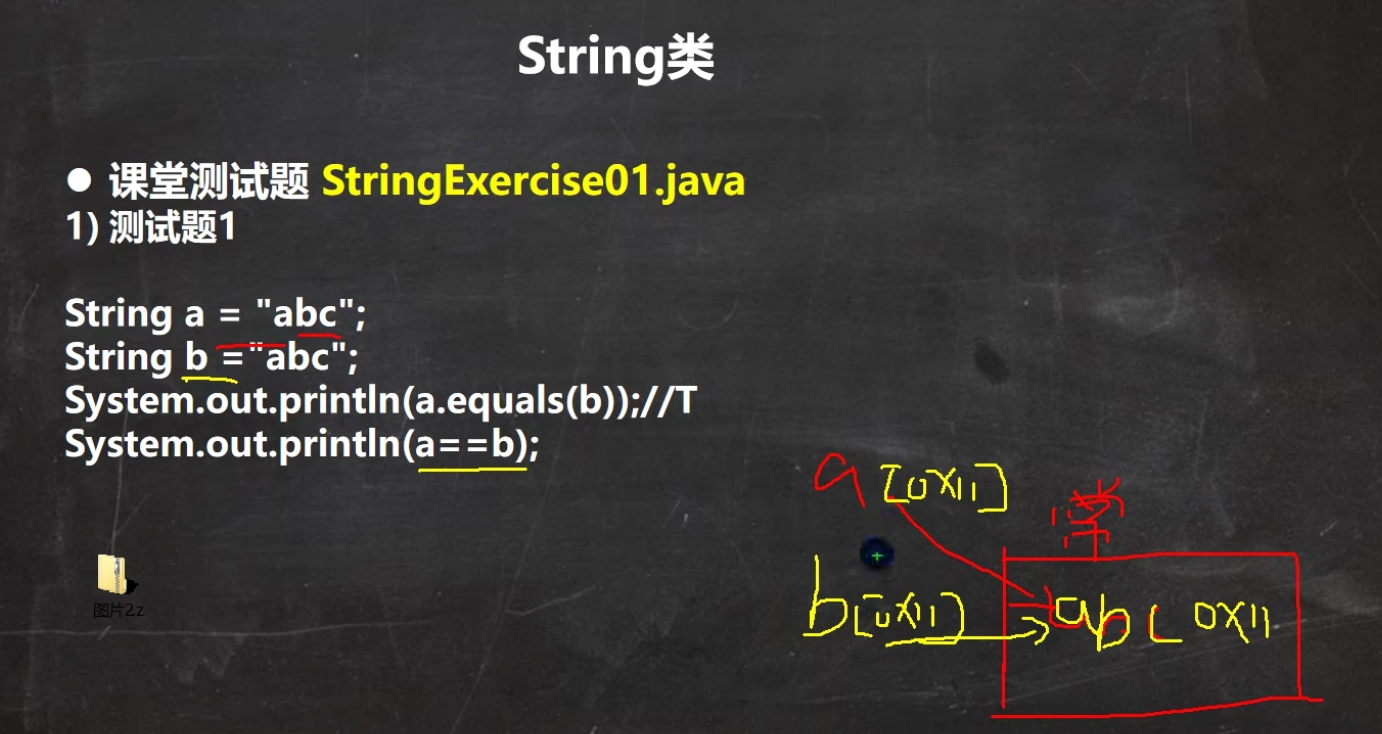 String类
● 课堂测试题 StringExercise01.java
1) 测试题1
String a = "abc";
String b ="abc";
System.out.println(a.equals(b));//T
System.out.println(a==b);
a [0X11]
常
b[0X11]
abc 0X11
图片2.z